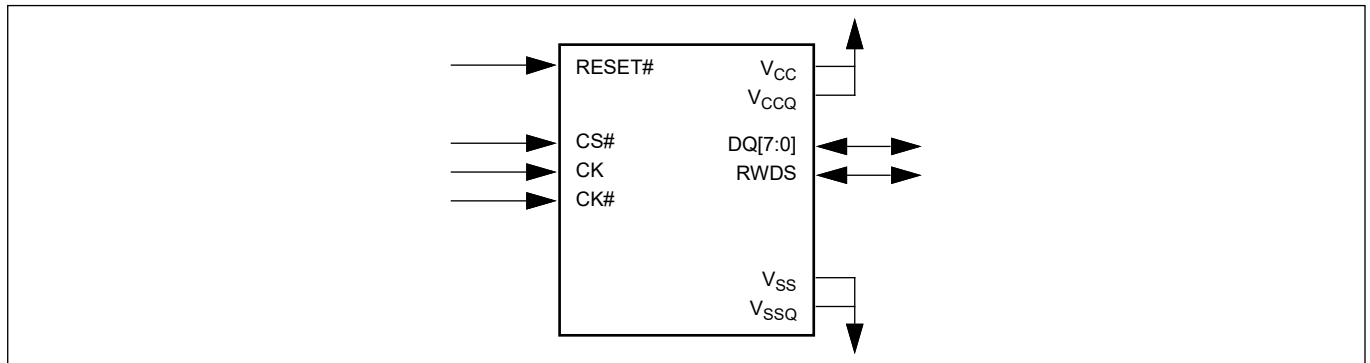 RESET#
CS#
CK
CK#
VCC
VCCQ
DQ[7:0]
RWDS
VSS
VSSQ